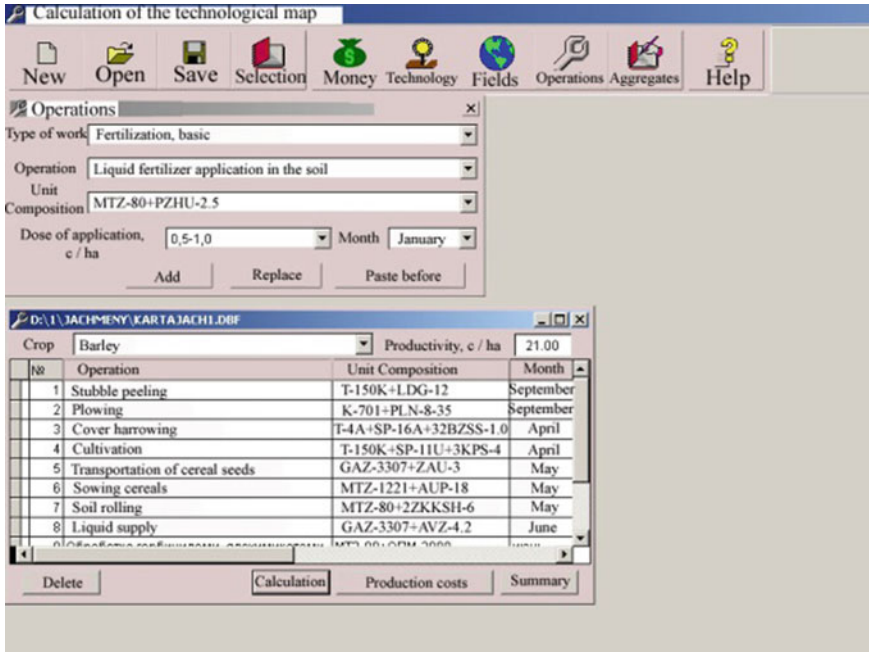 Calculation of the technological map
New Open Save Selection Money Technology Fields Operations Aggregates Help
Operations
Type of work Fertilization, basic
Operation Liquid fertilizer application in the soil
Unit
Composition MTZ-80+PZHU-2.5
Dose of application,
c / ha
0,5-1,0 Month January
Add Replace Paste before
D:\1\JACHMENY\KARTAJACH1.DBF
Crop Barley Productivity, c / ha 21.00
№ Operation Unit Composition Month
1 Stubble peeling T-150K+LDG-12 September
2 Plowing K-701+PLN-8-35 September
3 Cover harrowing T-4A+SP-16A+32BZSS-1.0 April
4 Cultivation T-150K+SP-11U+3KPS-4 April
5 Transportation of cereal seeds GAZ-3307+ZAU-3 May
6 Sowing cereals MTZ-1221+AUP-18 May
7 Soil rolling MTZ-80+2ZKKSH-6 May
8 Liquid supply GAZ-3307+AVZ-4.2 June
Delete Calculation Production costs Summary